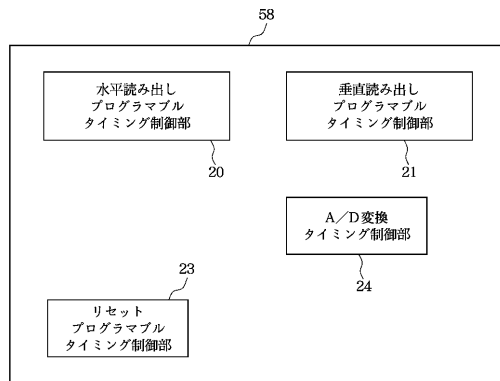 58
水平読み出し
プログラマブル
タイミング制御部
20
垂直読み出し
プログラマブル
タイミング制御部
21
A/D変換
タイミング制御部
24
23
リセット
プログラマブル
タイミング制御部